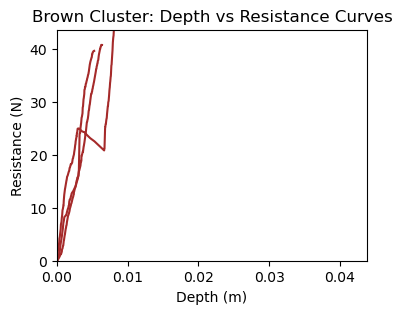 Brown Cluster: Depth vs Resistance Curves
Resistance (N)
40
30
20
10
0
0.00 0.01 0.02 0.03 0.04
Depth (m)